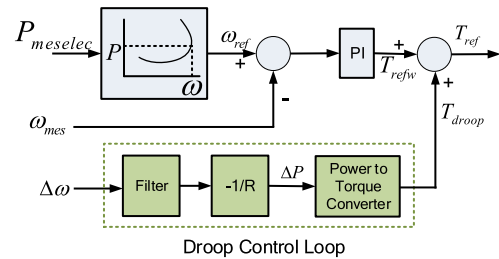 P_meselec
P
ω
ω_ref
+
-
PI
+
T_refw
T_ref
+
T_droop
ω_mes
Δω
Filter
-1/R
ΔP
Power to
Torque
Converter
Droop Control Loop